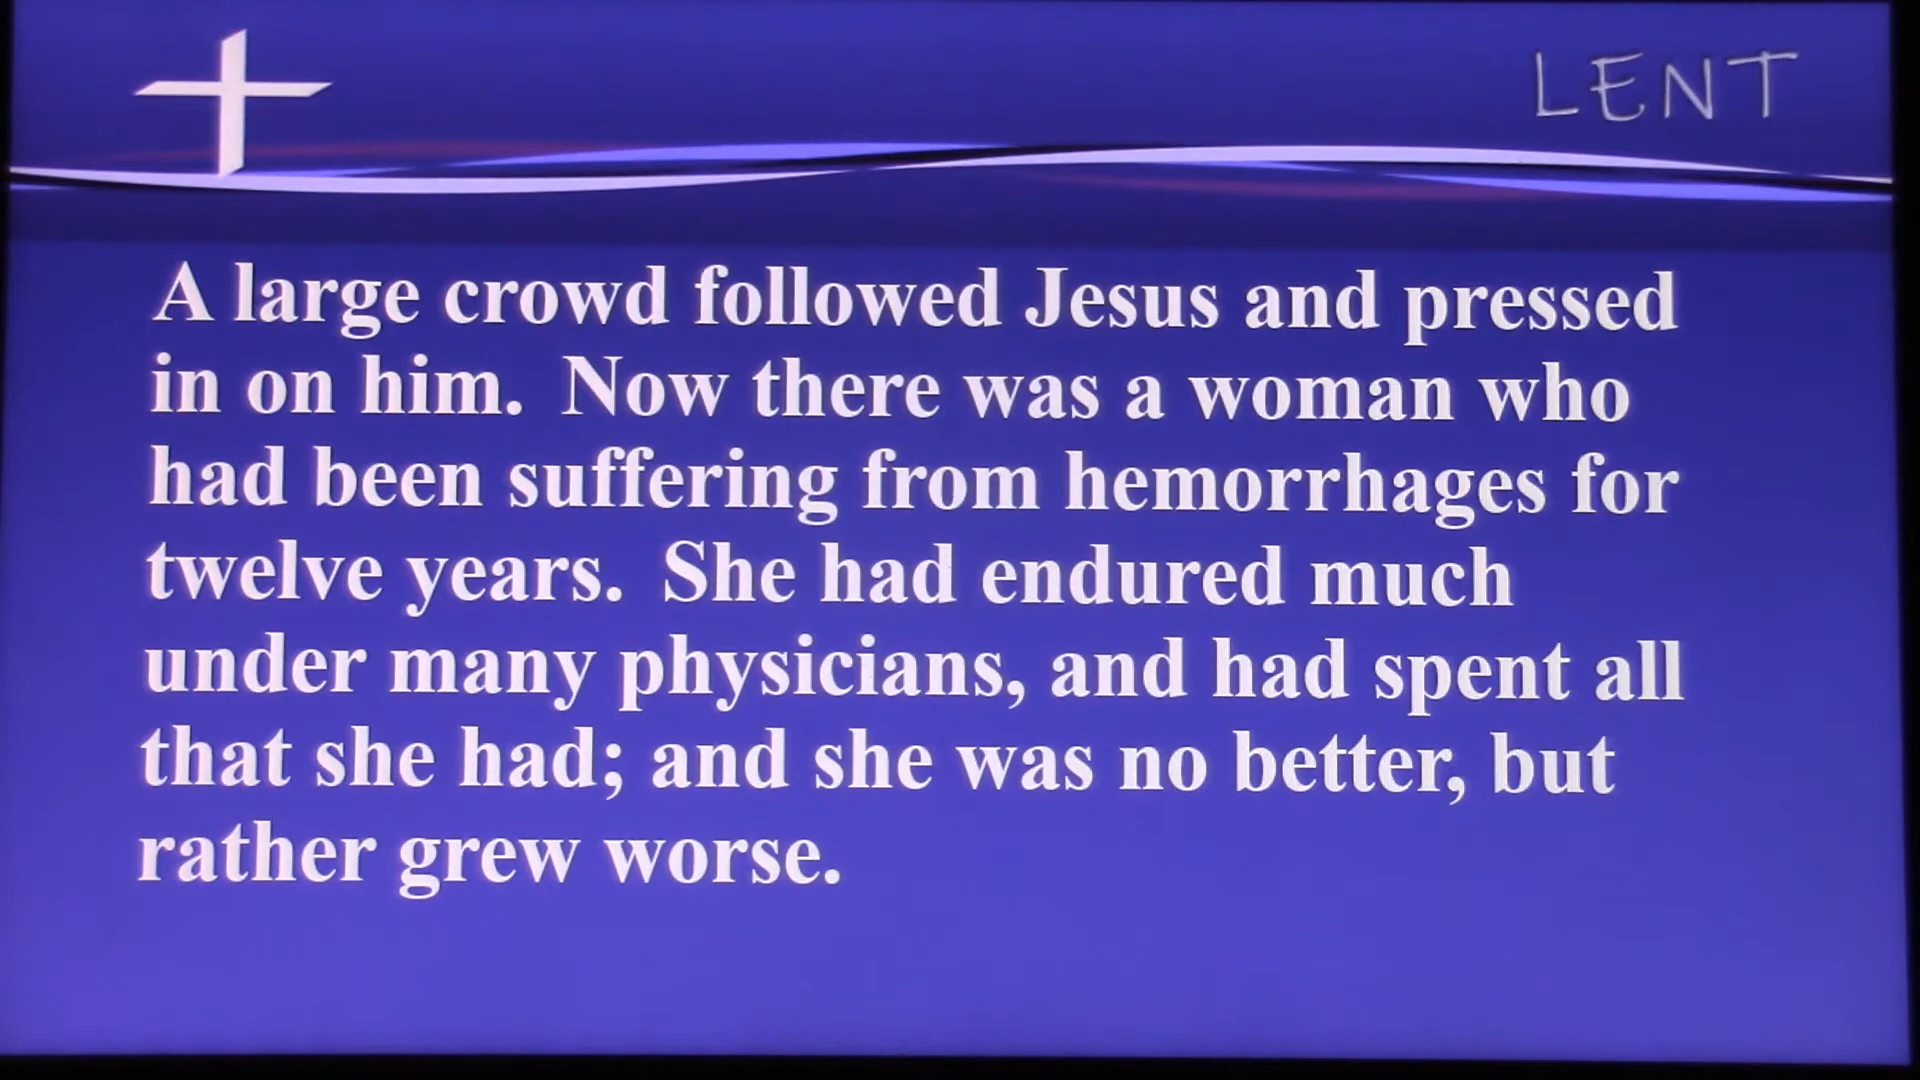 LENT
A large crowd followed Jesus and pressed
in on him.  Now there was a woman who
had been suffering from hemorrhages for
twelve years.  She had endured much
under many physicians, and had spent all
that she had; and she was no better, but
rather grew worse.